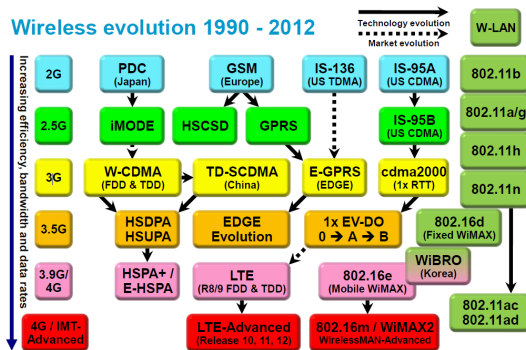 Wireless evolution 1990 - 2012
Technology evolution
Market evolution
W-LAN
Increasing efficiency, bandwidth and data rates
2G
PDC
(Japan)
GSM
(Europe)
IS-136
(US TDMA)
IS-95A
(US CDMA)
802.11b
2.5G
iMODE
HSCSD
GPRS
IS-95B
(US CDMA)
802.11a/g
802.11h
3G
W-CDMA
(FDD & TDD)
TD-SCDMA
(China)
E-GPRS
(EDGE)
cdma2000
(1x RTT)
802.11n
3.5G
HSDPA
HSUPA
EDGE
Evolution
1x EV-DO
0 → A → B
802.16d
(Fixed WiMAX)
WiBRO
(Korea)
3.9G/
4G
HSPA+ /
E-HSPA
LTE
(R8/9 FDD & TDD)
802.16e
(Mobile WiMAX)
802.11ac
802.11ad
4G / IMT-
Advanced
LTE-Advanced
(Release 10, 11, 12)
802.16m / WiMAX2
WirelessMAN-Advanced